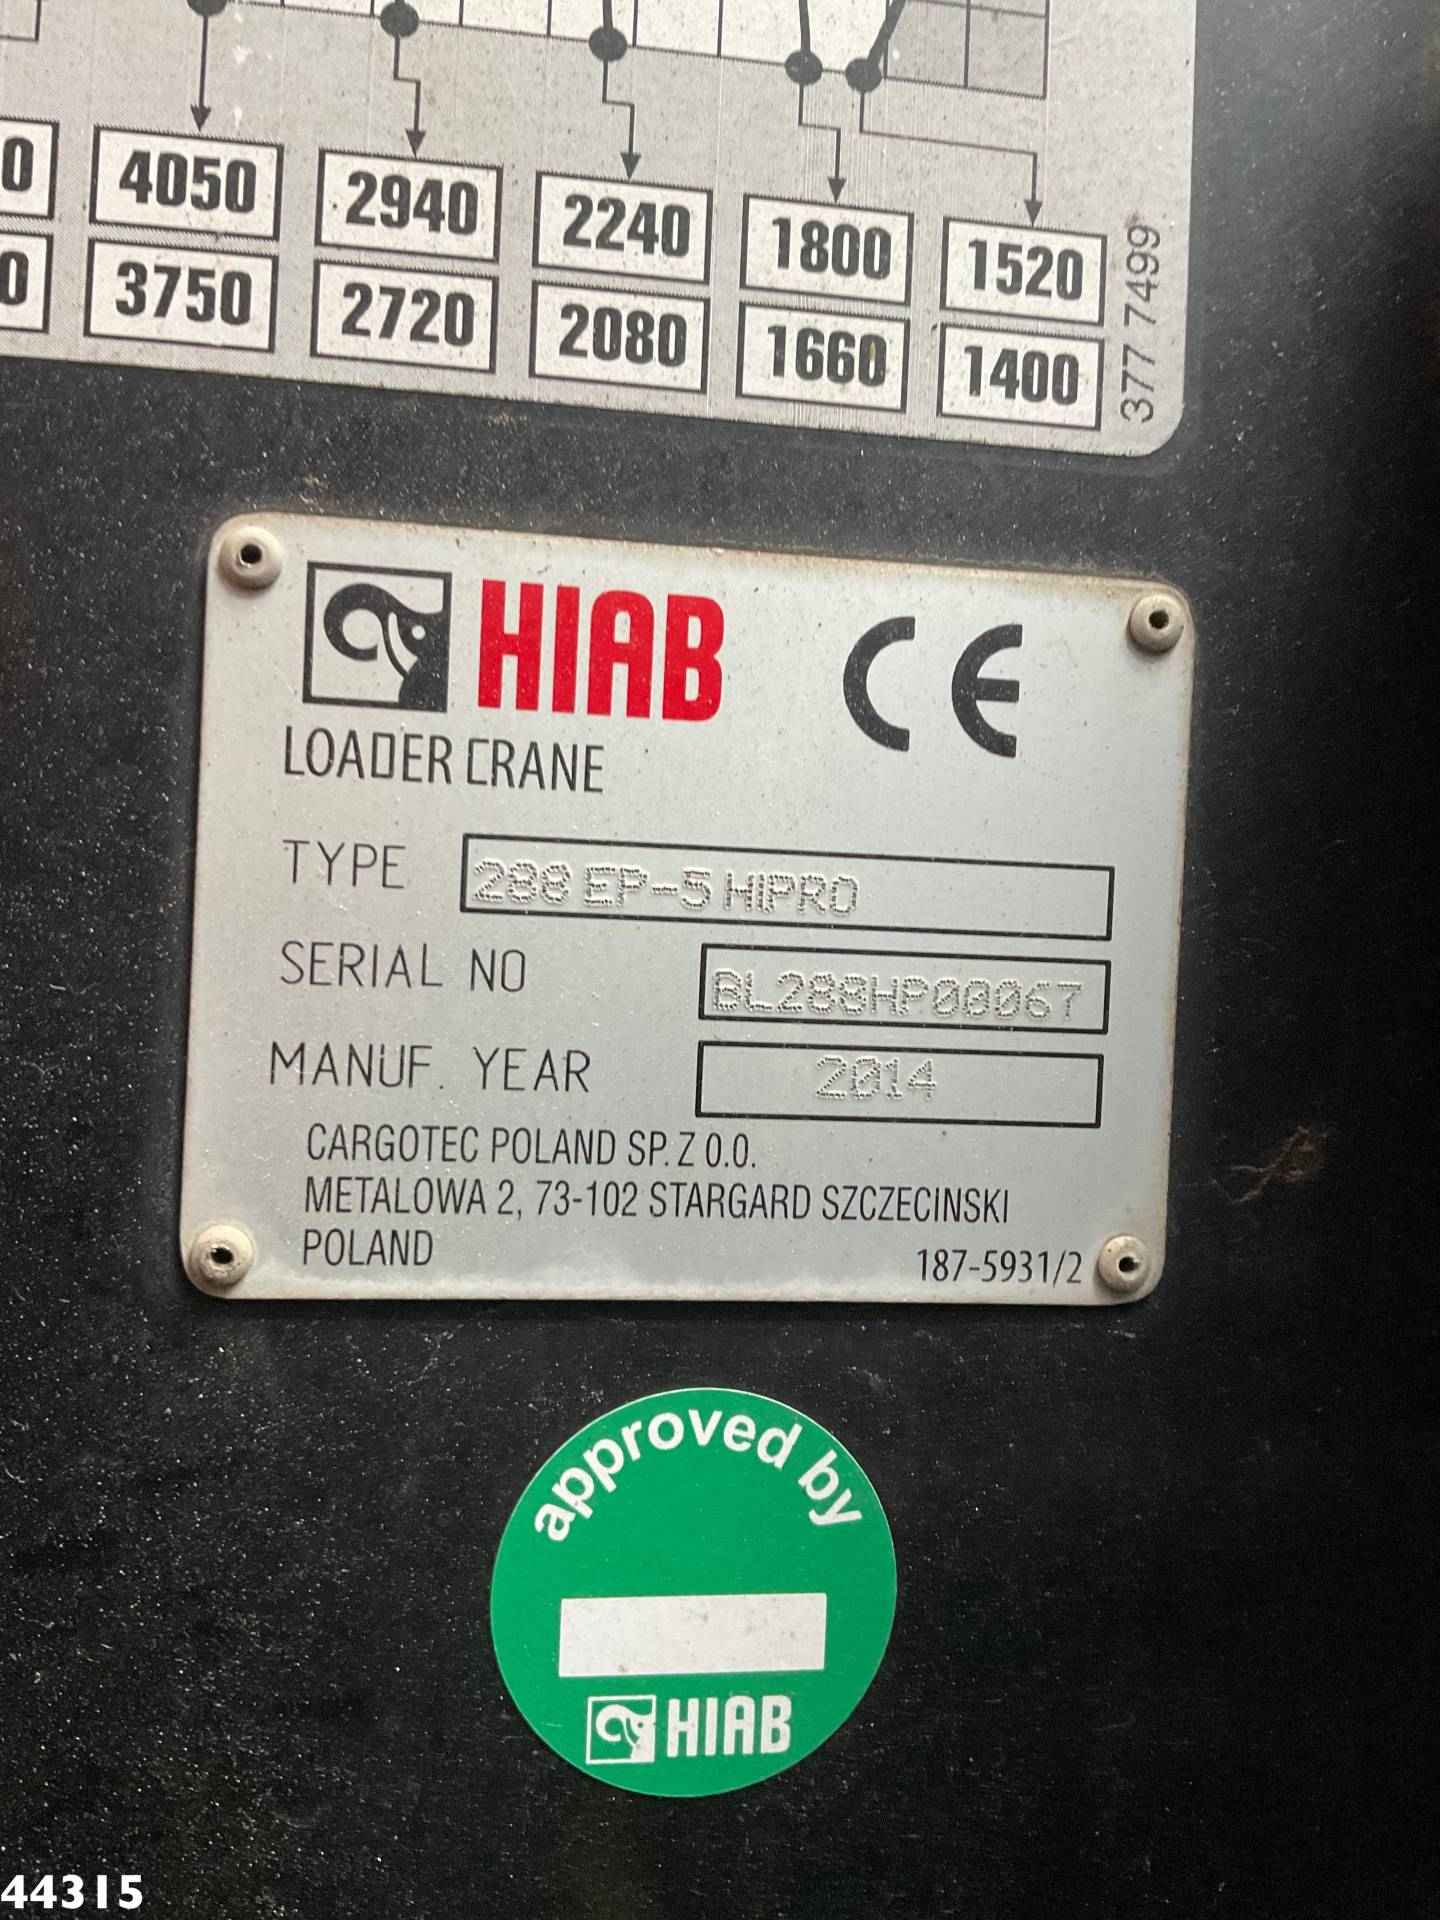 0 4050 2940 2240 1800 1520
0 3750 2720 2080 1660 1400
377 7499
HIAB CE
LOADER CRANE
TYPE 288 EP-5 HIPRO
SERIAL NO BL288HP00067
MANUF. YEAR 2014
CARGOTEC POLAND SP. Z O.O.
METALOWA 2, 73-102 STARGARD SZCZECINSKI
POLAND
187-5931/2
approved by
HIAB
44315